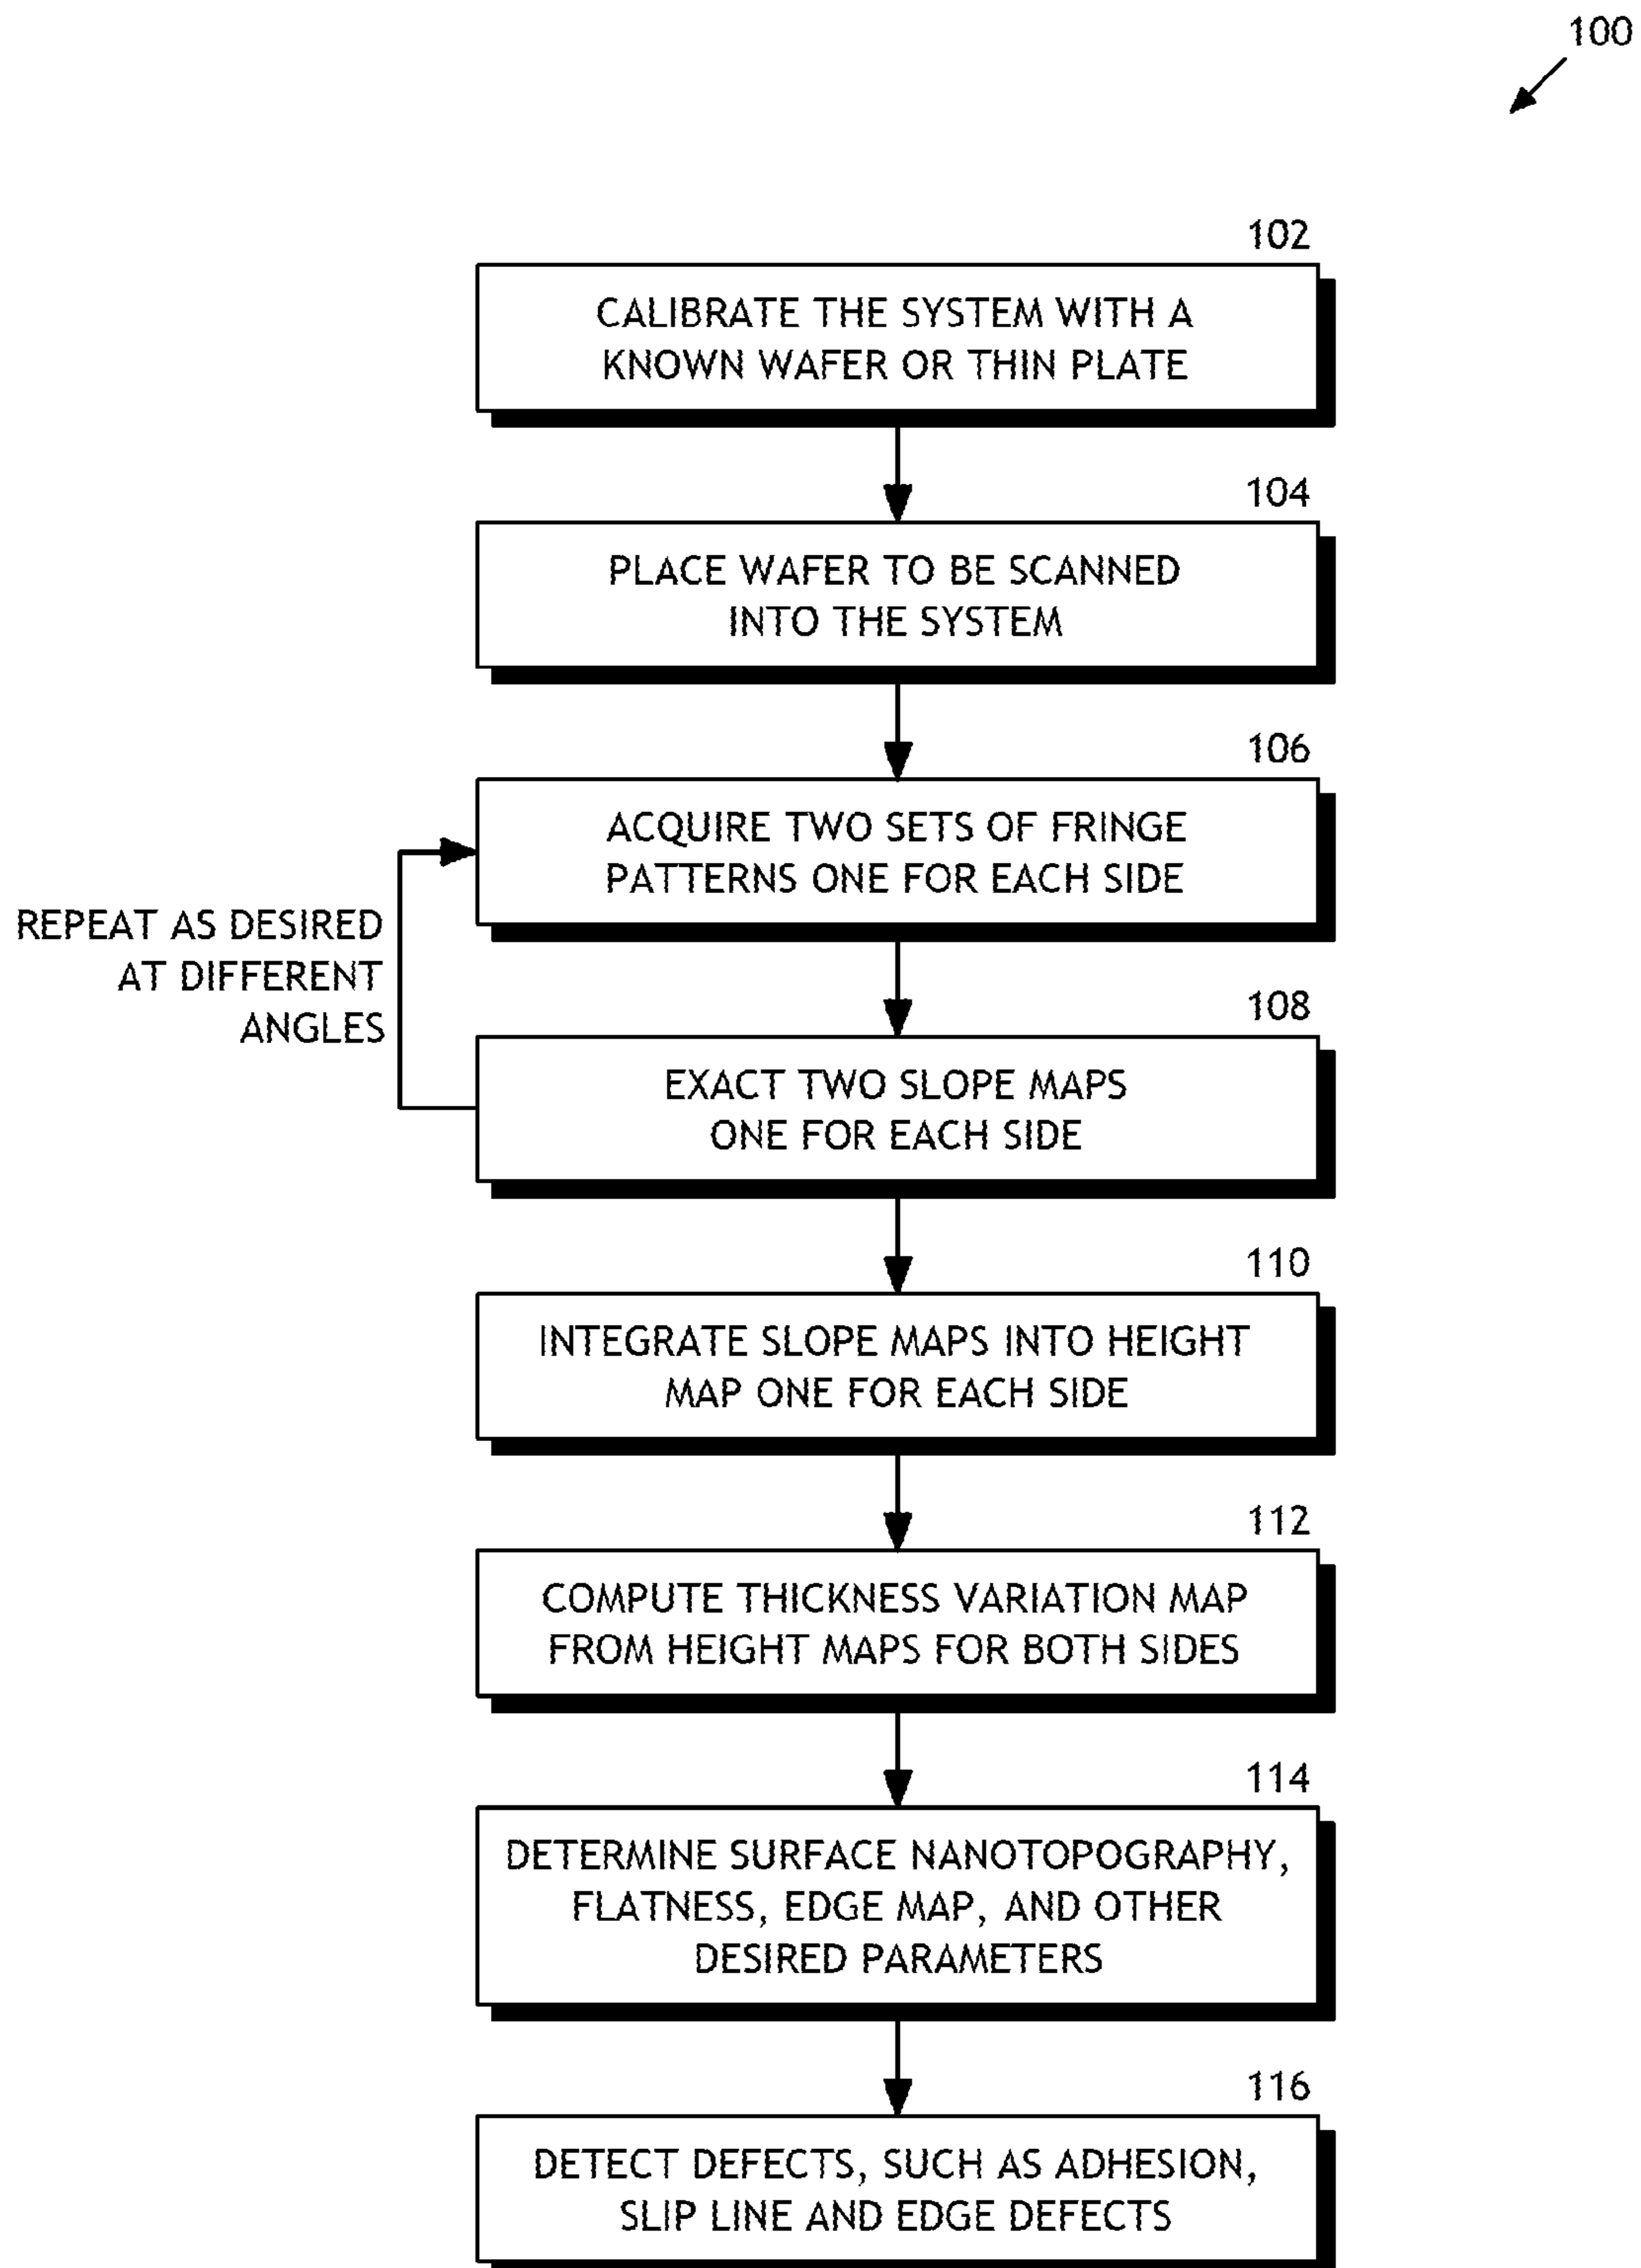 100
102
CALIBRATE THE SYSTEM WITH A
KNOWN WAFER OR THIN PLATE
104
PLACE WAFER TO BE SCANNED
INTO THE SYSTEM
106
ACQUIRE TWO SETS OF FRINGE
PATTERNS ONE FOR EACH SIDE
REPEAT AS DESIRED
AT DIFFERENT
ANGLES
108
EXACT TWO SLOPE MAPS
ONE FOR EACH SIDE
110
INTEGRATE SLOPE MAPS INTO HEIGHT
MAP ONE FOR EACH SIDE
112
COMPUTE THICKNESS VARIATION MAP
FROM HEIGHT MAPS FOR BOTH SIDES
114
DETERMINE SURFACE NANOTOPOGRAPHY,
FLATNESS, EDGE MAP, AND OTHER
DESIRED PARAMETERS
116
DETECT DEFECTS, SUCH AS ADHESION,
SLIP LINE AND EDGE DEFECTS